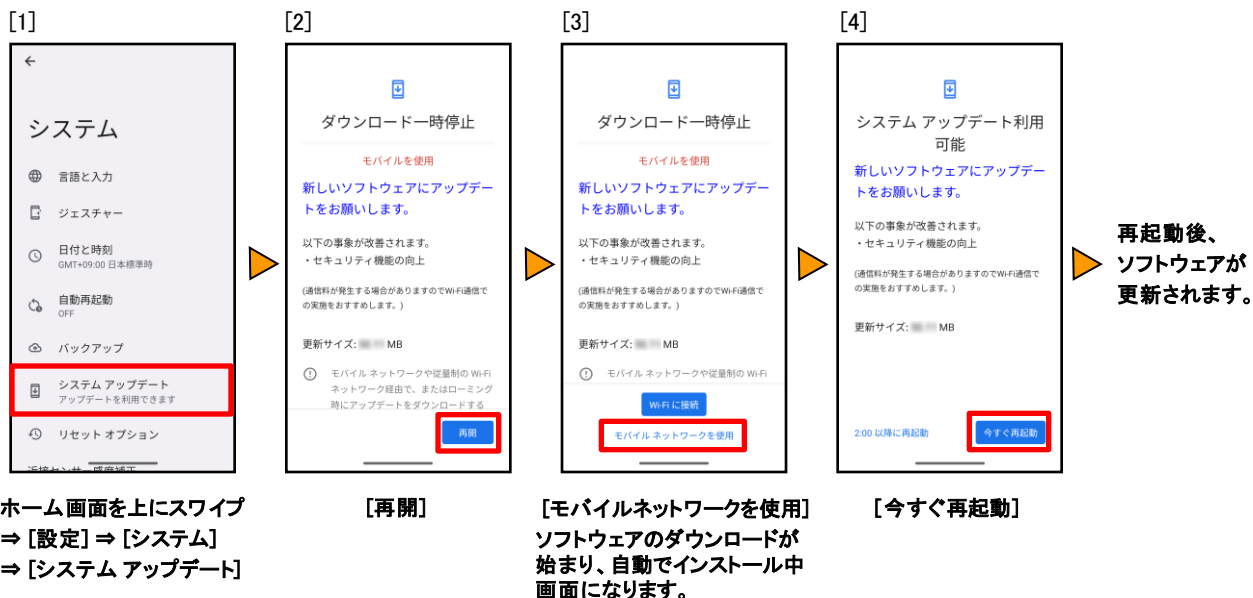 [1]
←
システム
言語と入力
ジェスチャー
日付と時刻
GMT+09:00 日本標準時
自動再起動
OFF
バックアップ
システム アップデート
アップデートを利用できます
リセット オプション
ホーム画面を上にスワイプ
⇒ [設定] ⇒ [システム]
⇒ [システム アップデート]
[2]
ダウンロード一時停止
モバイルを使用
新しいソフトウェアにアップデー
トをお願いします。
以下の事象が改善されます。
・セキュリティ機能の向上
(通信料が発生する場合がありますのでWi-Fi通信で
の実施をおすすめします。)
更新サイズ: MB
モバイル ネットワークや従量制の Wi-Fi
ネットワーク経由で、またはローミング
時にアップデートをダウンロードする
再開
[再開]
[3]
ダウンロード一時停止
モバイルを使用
新しいソフトウェアにアップデー
トをお願いします。
以下の事象が改善されます。
・セキュリティ機能の向上
(通信料が発生する場合がありますのでWi-Fi通信で
の実施をおすすめします。)
更新サイズ: MB
モバイル ネットワークや従量制の Wi-Fi
Wi-Fi に接続
モバイル ネットワークを使用
[モバイルネットワークを使用]
ソフトウェアのダウンロードが
始まり、自動でインストール中
画面になります。
[4]
システム アップデート利用
可能
新しいソフトウェアにアップデー
トをお願いします。
以下の事象が改善されます。
・セキュリティ機能の向上
(通信料が発生する場合がありますのでWi-Fi通信で
の実施をおすすめします。)
更新サイズ: MB
2:00 以降に再起動
今すぐ再起動
[今すぐ再起動]
再起動後、
ソフトウェアが
更新されます。